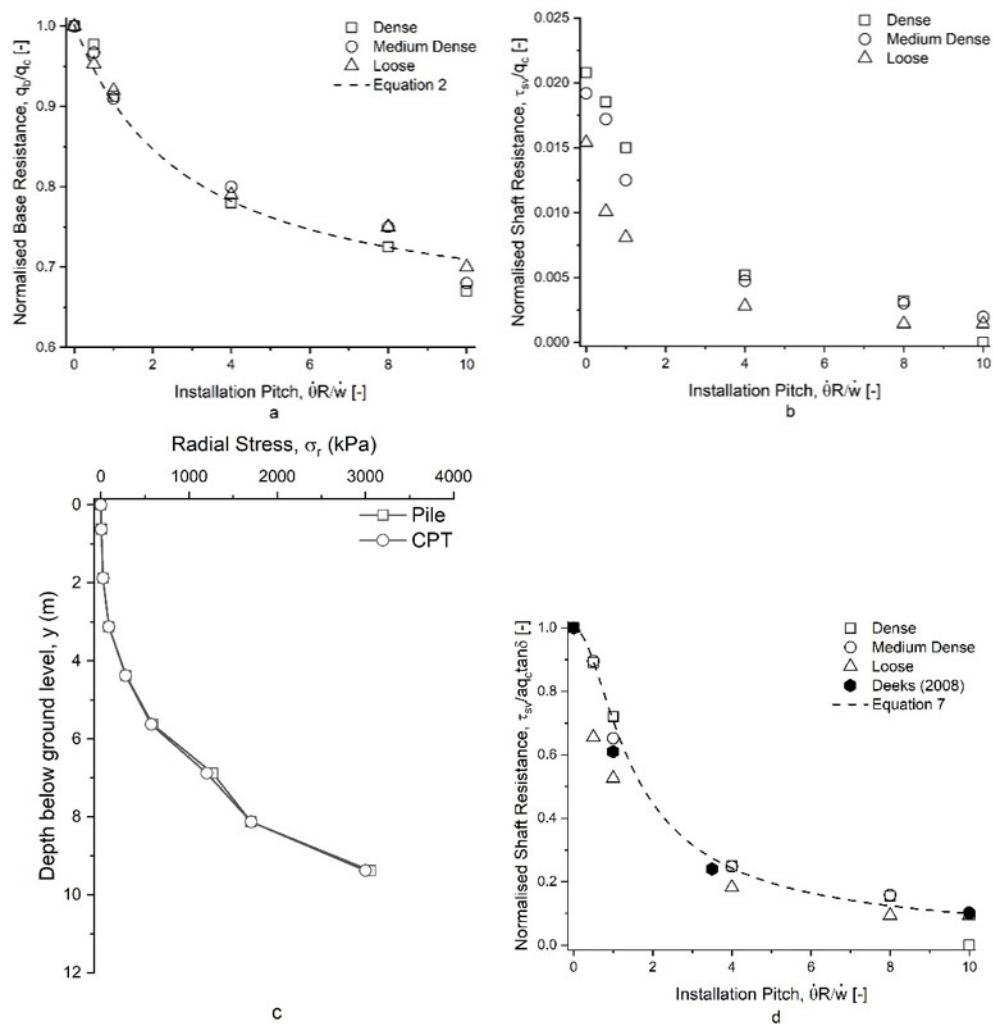 Normalised Base Resistance, q_b/q_c [-]
1.0
0.9
0.8
0.7
0.6
Dense
Medium Dense
Loose
Equation 2
0 2 4 6 8 10
Installation Pitch, θ̇R/ẇ [-]
a
Normalised Shaft Resistance, τ_sv/q_c [-]
0.025
0.020
0.015
0.010
0.005
0.000
Dense
Medium Dense
Loose
0 2 4 6 8 10
Installation Pitch, θ̇R/ẇ [-]
b
Radial Stress, σ_r (kPa)
0 1000 2000 3000 4000
Depth below ground level, y (m)
0
2
4
6
8
10
12
Pile
CPT
c
Normalised Shaft Resistance, τ_sv/aq_ctanδ [-]
1.0
0.8
0.6
0.4
0.2
0.0
Dense
Medium Dense
Loose
Deeks (2008)
Equation 7
0 2 4 6 8 10
Installation Pitch, θ̇R/ẇ [-]
d